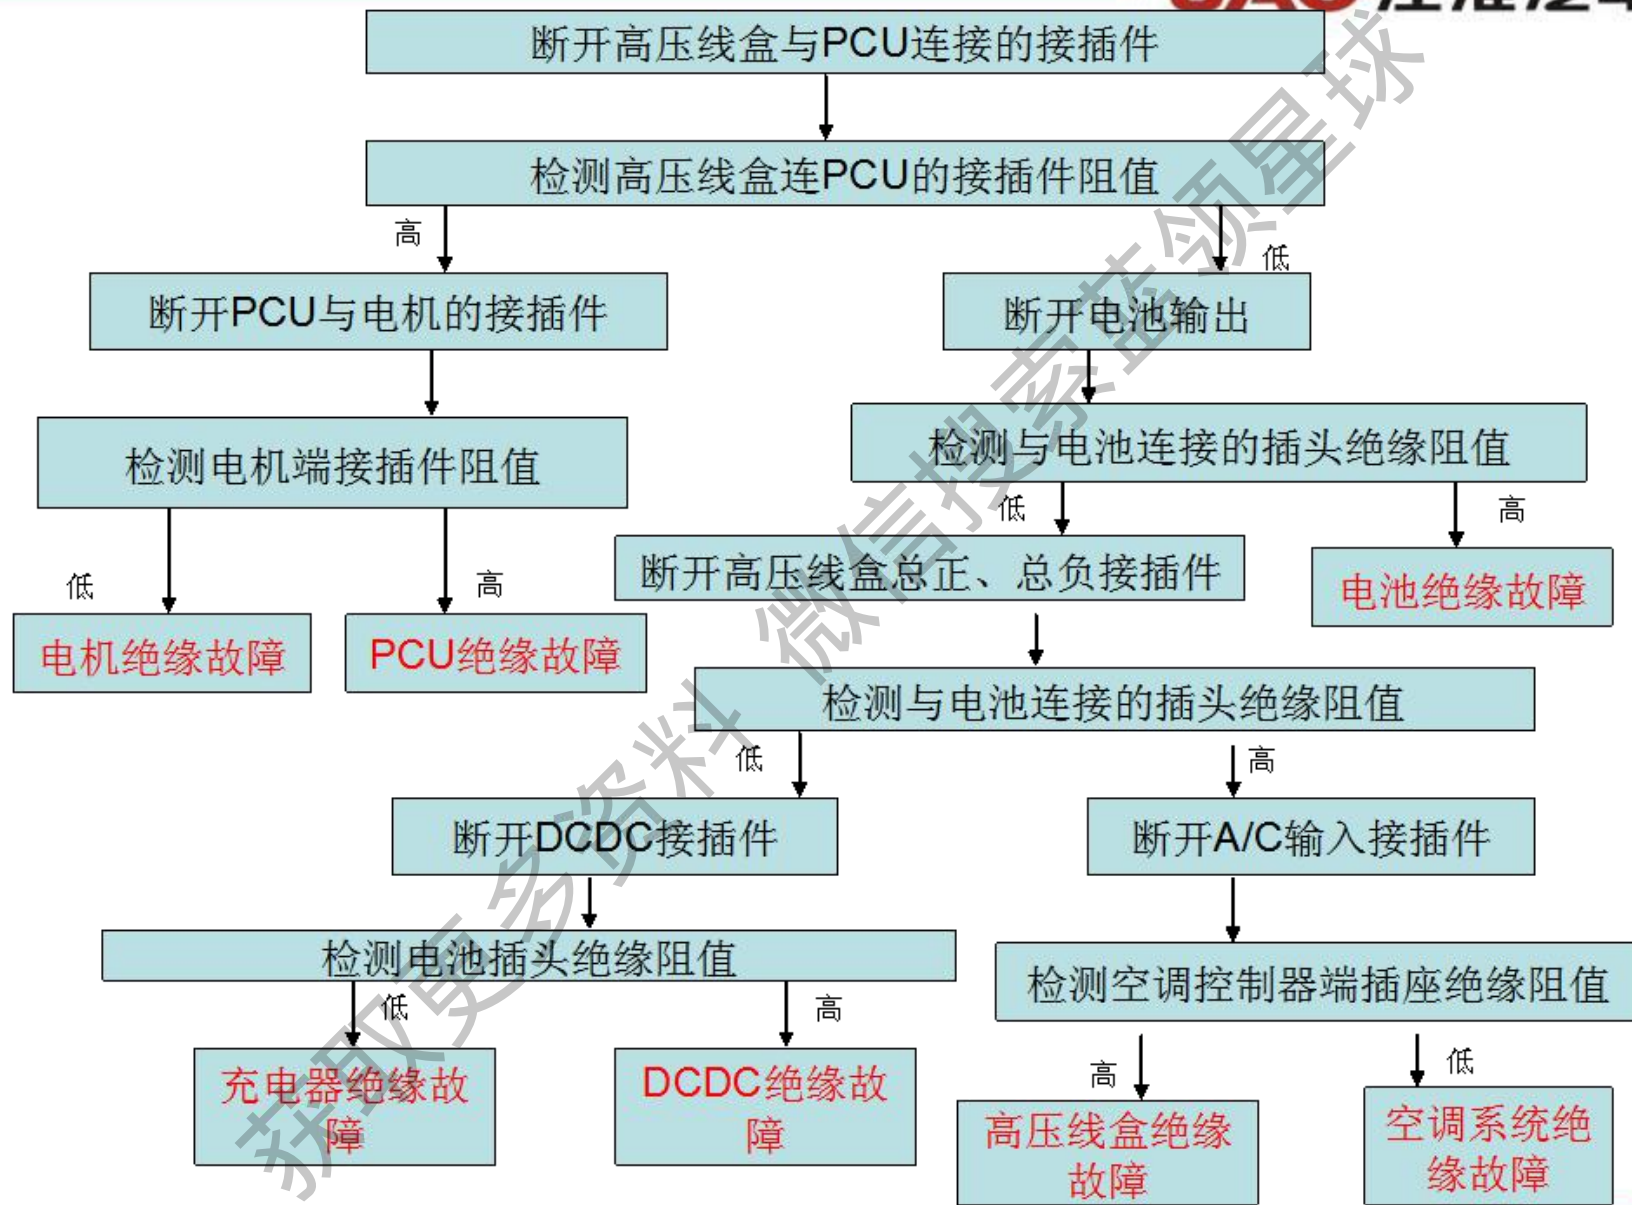 断开高压线盒与PCU连接的接插件
检测高压线盒连PCU的接插件阻值
高
低
断开PCU与电机的接插件
断开电池输出
检测电机端接插件阻值
检测与电池连接的插头绝缘阻值
低
高
低
高
断开高压线盒总正、总负接插件
电池绝缘故障
电机绝缘故障
PCU绝缘故障
检测与电池连接的插头绝缘阻值
低
高
断开DCDC接插件
断开A/C输入接插件
检测电池插头绝缘阻值
检测空调控制器端插座绝缘阻值
低
高
高
低
充电器绝缘故
障
DCDC绝缘故
障
高压线盒绝缘
故障
空调系统绝
缘故障
获取更多资料 微信搜索蓝领星球